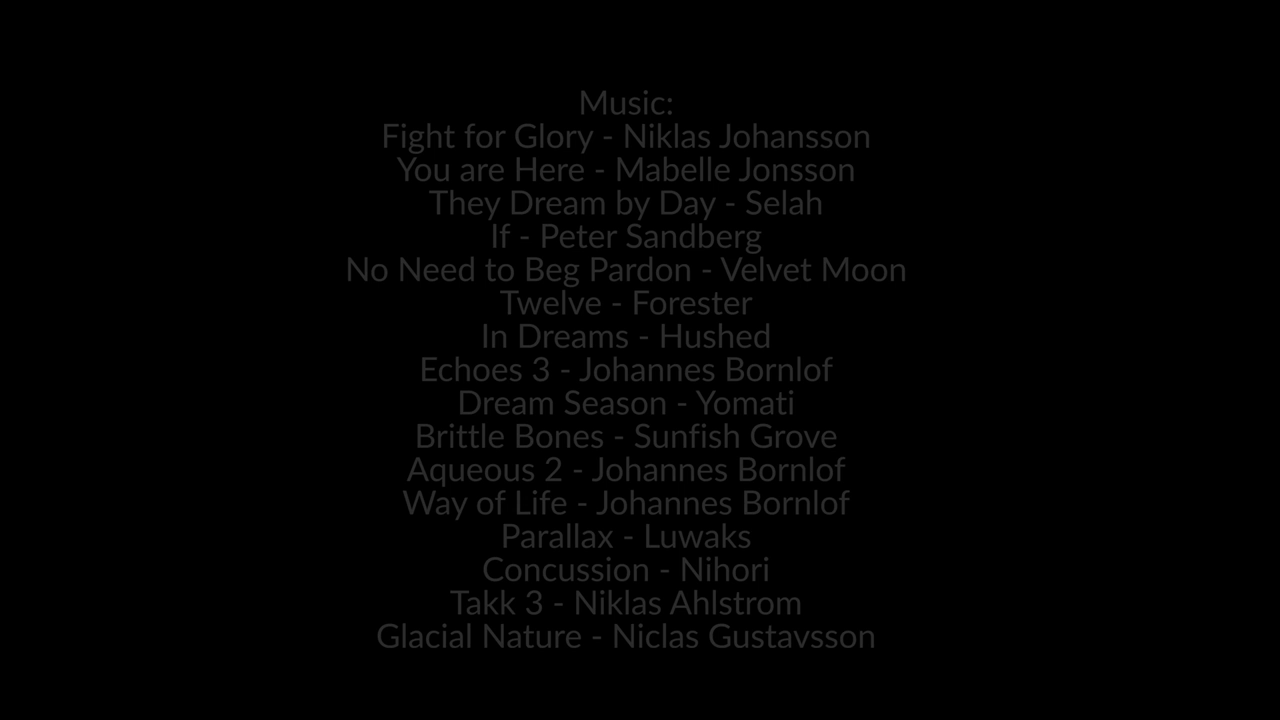 Music:
Fight for Glory - Niklas Johansson
You are Here - Mabelle Jonsson
They Dream by Day - Selah
If - Peter Sandberg
No Need to Beg Pardon - Velvet Moon
Twelve - Forester
In Dreams - Hushed
Echoes 3 - Johannes Bornlof
Dream Season - Yomati
Brittle Bones - Sunfish Grove
Aqueous 2 - Johannes Bornlof
Way of Life - Johannes Bornlof
Parallax - Luwaks
Concussion - Nihori
Takk 3 - Niklas Ahlstrom
Glacial Nature - Niclas Gustavsson